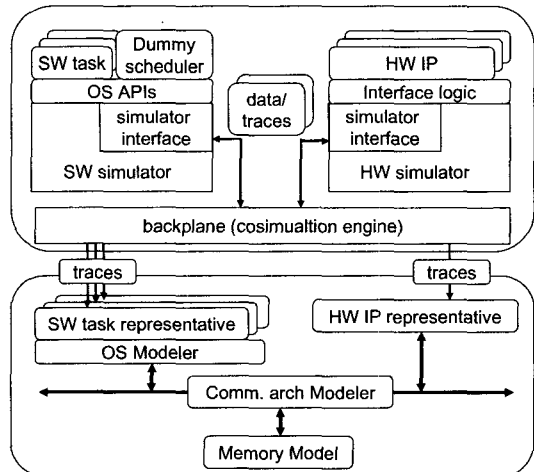 SW task
Dummy
scheduler
OS APIs
simulator
interface
SW simulator
data/
traces
HW IP
Interface logic
simulator
interface
HW simulator
backplane (cosimualtion engine)
traces
traces
SW task representative
OS Modeler
HW IP representative
Comm. arch Modeler
Memory Model